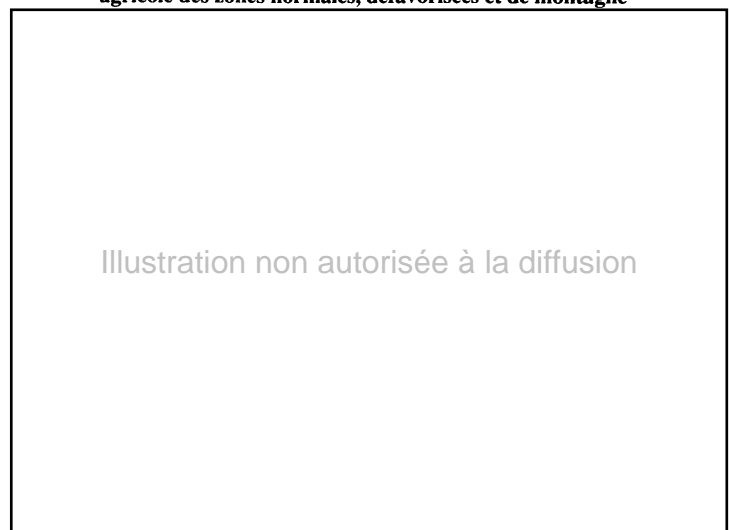 agricole des zones normales, défavorisées et de montagne
Illustration non autorisée à la diffusion